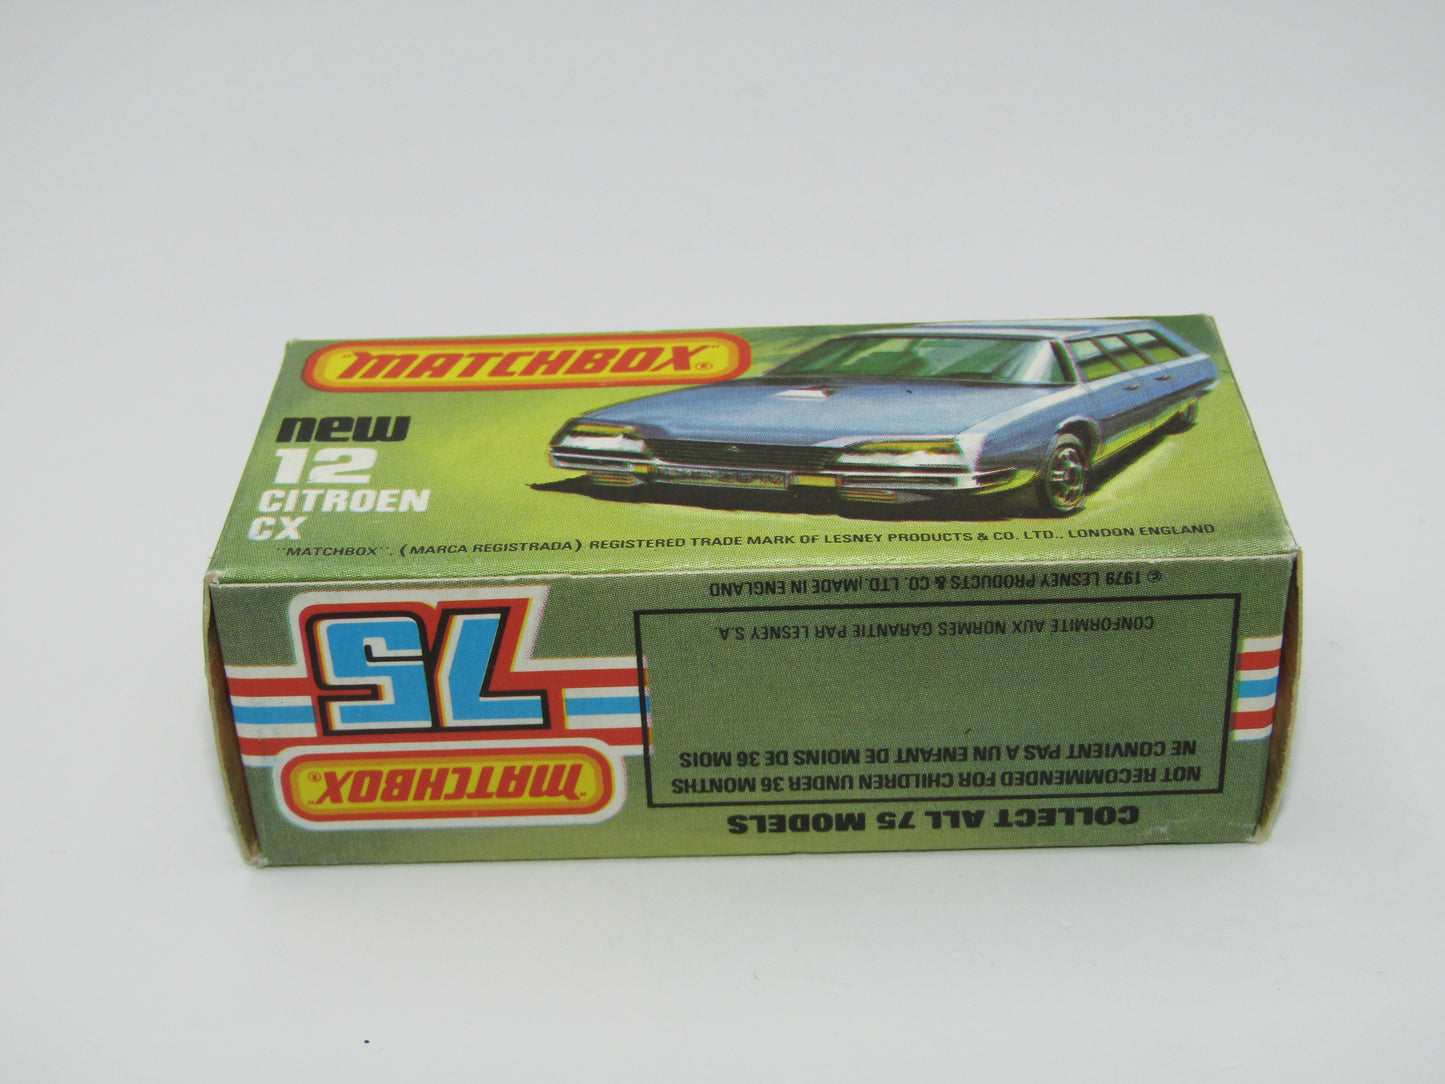 "MATCHBOX"®
new
12
CITROEN
CX
"MATCHBOX", (MARCA REGISTRADA) REGISTERED TRADE MARK OF LESNEY PRODUCTS & CO. LTD., LONDON ENGLAND
COLLECT ALL 75 MODELS
NOT RECOMMENDED FOR CHILDREN UNDER 36 MONTHS
NE CONVIENT PAS A UN ENFANT DE MOINS DE 36 MOIS
CONFORMITE AUX NORMES GARANTIE PAR LESNEY S.A.
© 1979 LESNEY PRODUCTS & CO. LTD. MADE IN ENGLAND
"MATCHBOX"®
75